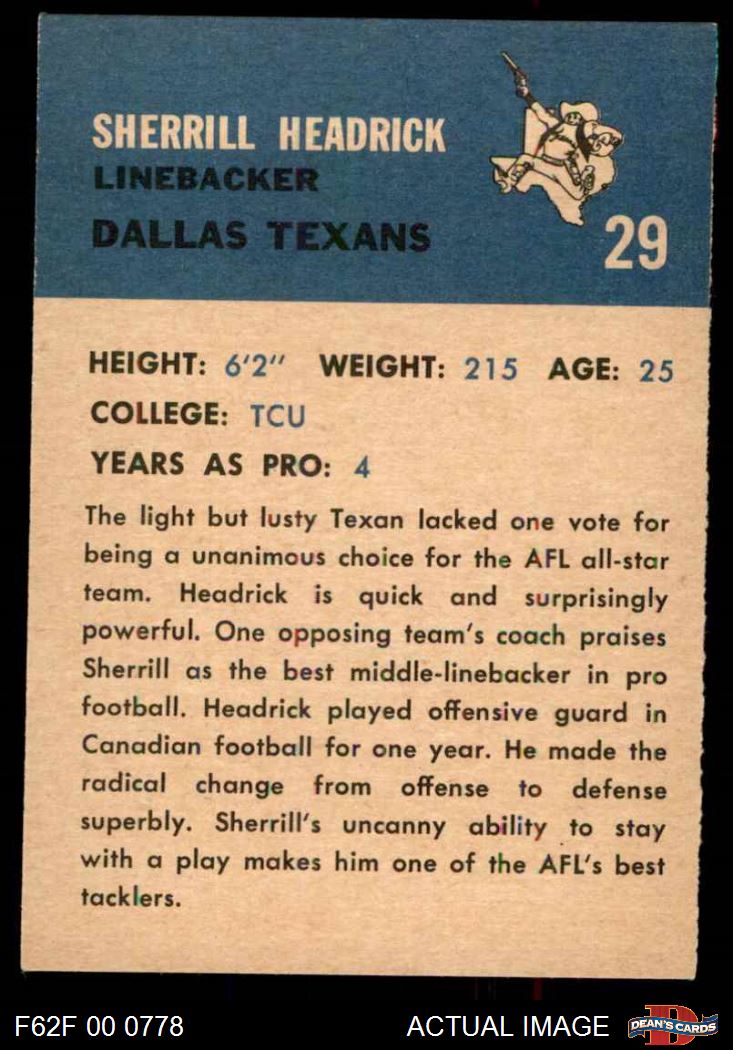 SHERRILL HEADRICK
LINEBACKER
DALLAS TEXANS
29
HEIGHT: 6'2" WEIGHT: 215 AGE: 25
COLLEGE: TCU
YEARS AS PRO: 4
The light but lusty Texan lacked one vote for
being a unanimous choice for the AFL all-star
team. Headrick is quick and surprisingly
powerful. One opposing team's coach praises
Sherrill as the best middle-linebacker in pro
football. Headrick played offensive guard in
Canadian football for one year. He made the
radical change from offense to defense
superbly. Sherrill's uncanny ability to stay
with a play makes him one of the AFL's best
tacklers.
F62F 00 0778 ACTUAL IMAGE D DEAN'S CARDS